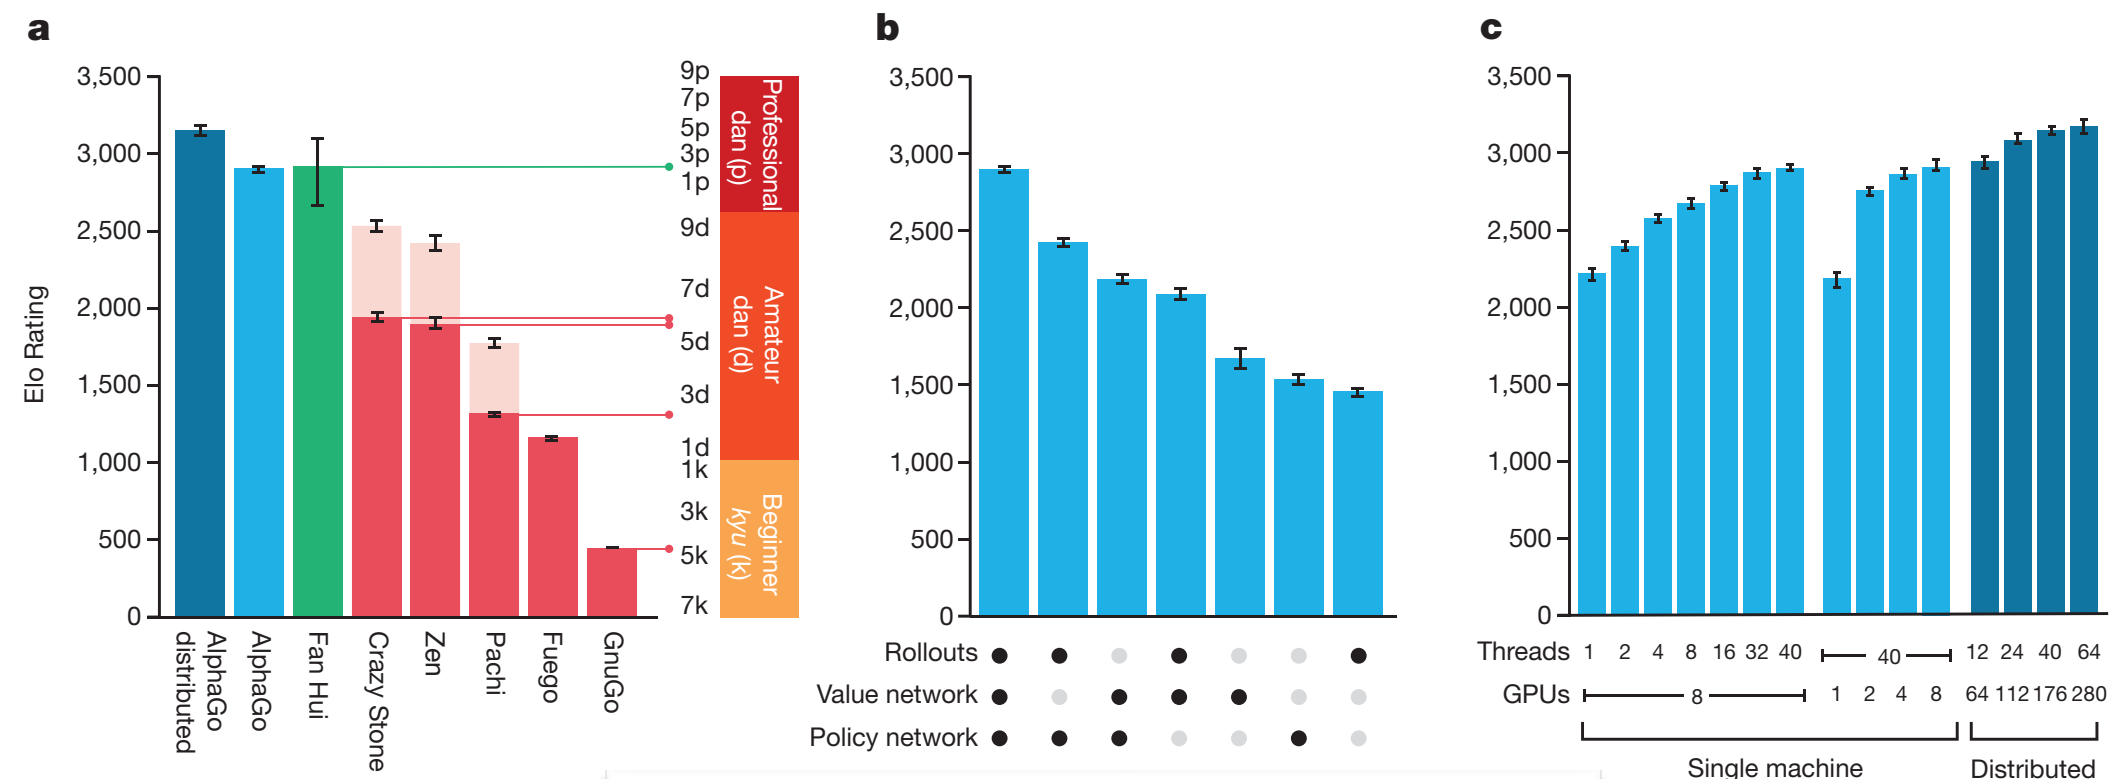 a
Elo Rating
3,500
3,000
2,500
2,000
1,500
1,000
500
0
AlphaGo
distributed
AlphaGo
Fan Hui
Crazy Stone
Zen
Pachi
Fuego
GnuGo
9p
7p
5p
3p
1p
9d
7d
5d
3d
1d
1k
3k
5k
7k
Professional
dan (p)
Amateur
dan (d)
Beginner
kyu (k)
b
3,500
3,000
2,500
2,000
1,500
1,000
500
0
Rollouts
Value network
Policy network
c
3,500
3,000
2,500
2,000
1,500
1,000
500
0
Threads 1 2 4 8 16 32 40 40 12 24 40 64
GPUs 8 1 2 4 8 64 112 176 280
Single machine Distributed